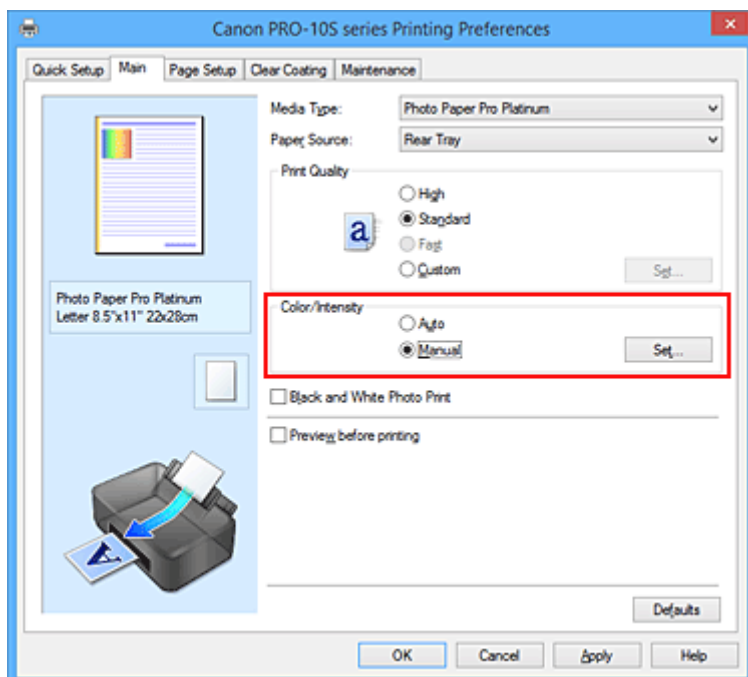 Canon PRO-10S series Printing Preferences
Quick Setup Main Page Setup Clear Coating Maintenance
Media Type: Photo Paper Pro Platinum
Paper Source: Rear Tray
Print Quality
High
a Standard
Fast
Custom Set...
Photo Paper Pro Platinum
Letter 8.5"x11" 22x28cm
Color/Intensity
Auto
Manual Set...
Black and White Photo Print
Preview before printing
A
Defaults
OK Cancel Apply Help